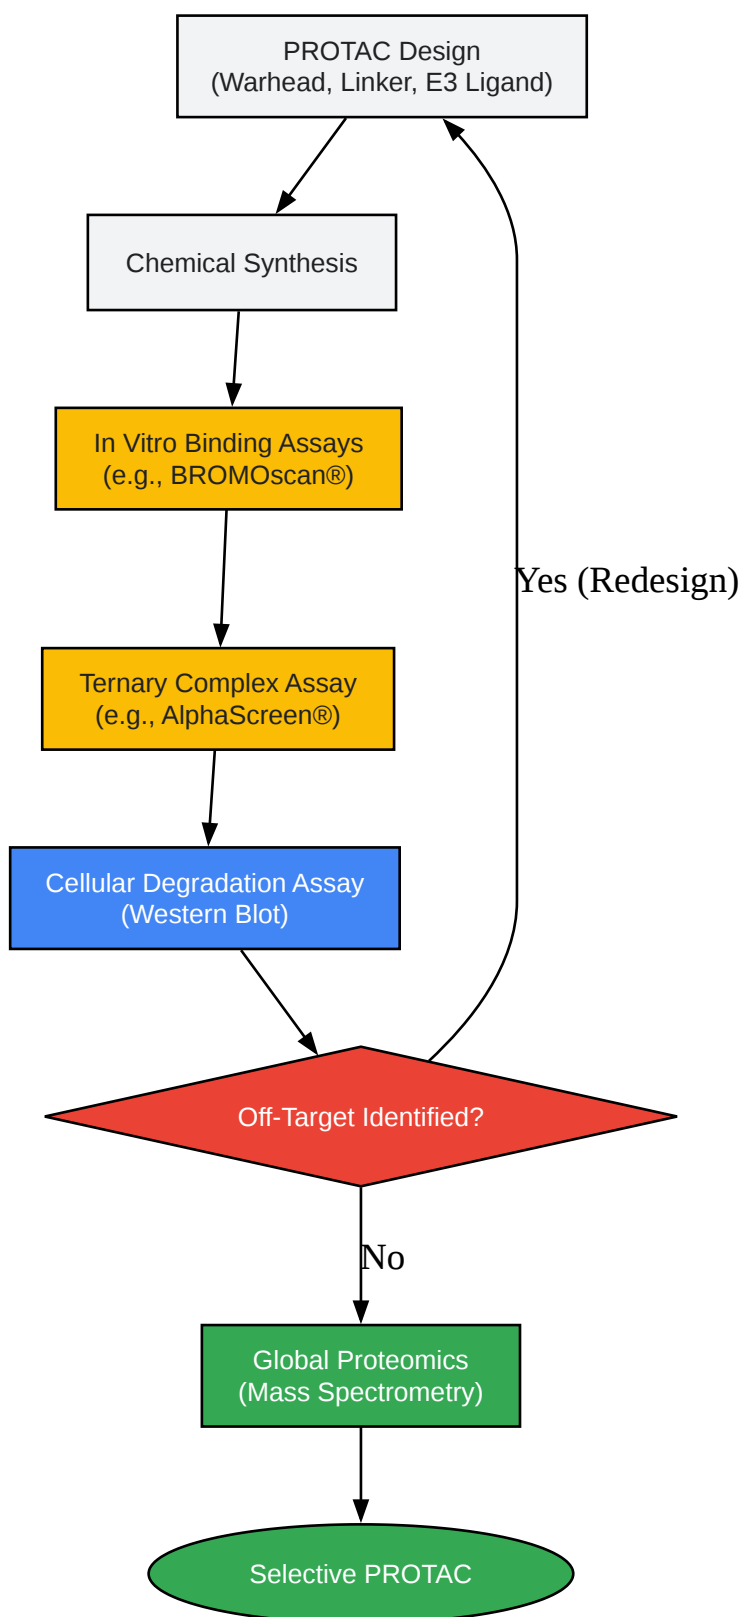 PROTAC Design
(Warhead, Linker, E3 Ligand)
Chemical Synthesis
In Vitro Binding Assays
(e.g., BROMOscan®)
Yes (Redesign)
Ternary Complex Assay
(e.g., AlphaScreen®)
Cellular Degradation Assay
(Western Blot)
Off-Target Identified?
No
Global Proteomics
(Mass Spectrometry)
Selective PROTAC